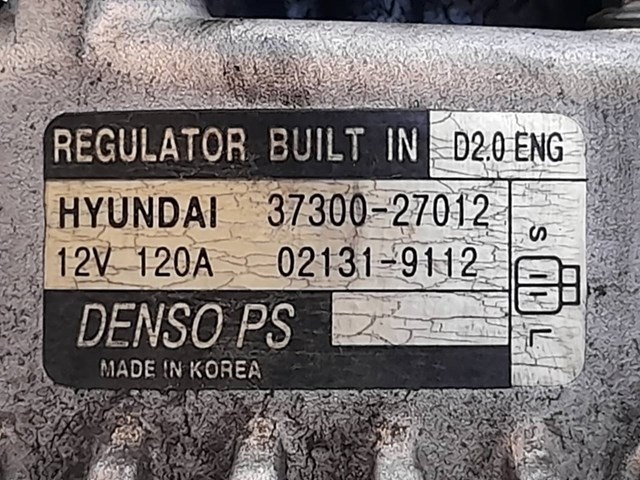 REGULATOR BUILT IN D2.0 ENG
HYUNDAI 37300-27012
12V 120A 02131-9112
S
L
DENSO PS
MADE IN KOREA